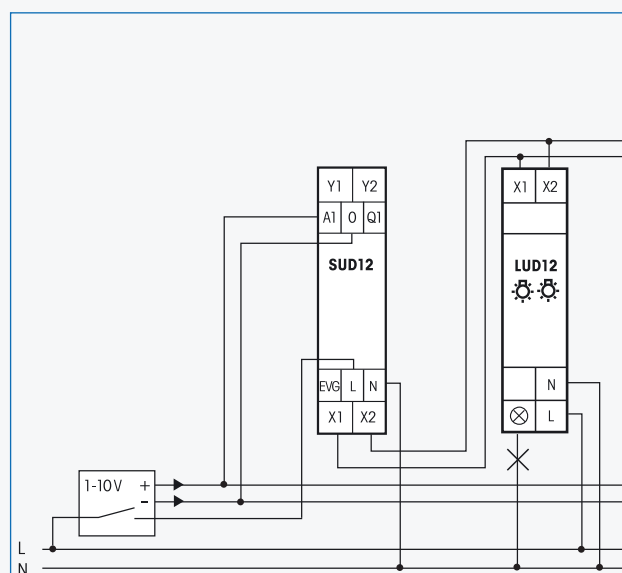 X1 X2
Y1 Y2
A1 0 Q1
SUD12
LUD12
EVG L N
N
X1 X2
L
1-10V +
-
L
N